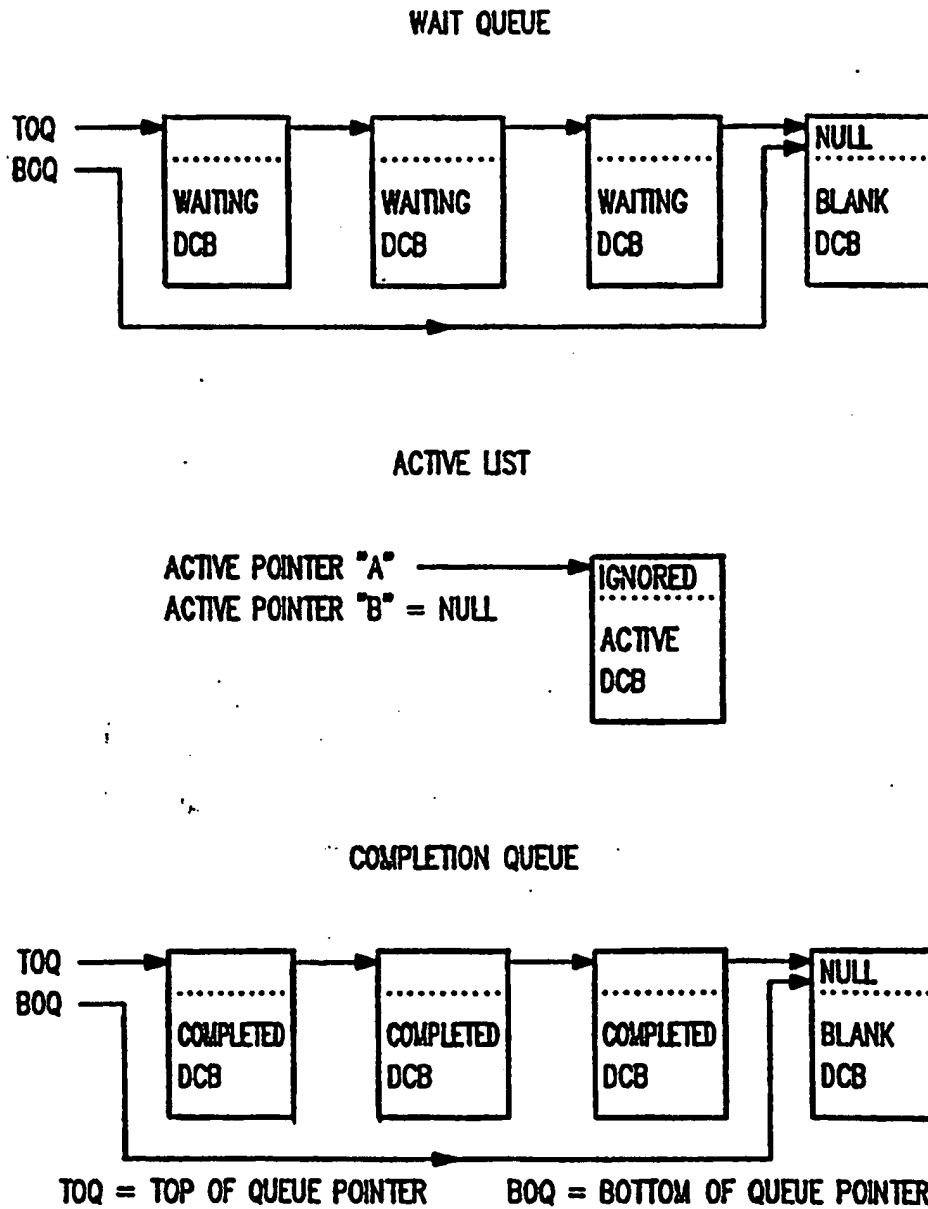 WAIT QUEUE
TOQ
BOQ
WAITING
DCB
WAITING
DCB
WAITING
DCB
NULL
BLANK
DCB
ACTIVE LIST
ACTIVE POINTER "A"
ACTIVE POINTER "B" = NULL
IGNORED
ACTIVE
DCB
COMPLETION QUEUE
TOQ
BOQ
COMPLETED
DCB
COMPLETED
DCB
COMPLETED
DCB
NULL
BLANK
DCB
TOQ = TOP OF QUEUE POINTER BOQ = BOTTOM OF QUEUE POINTER